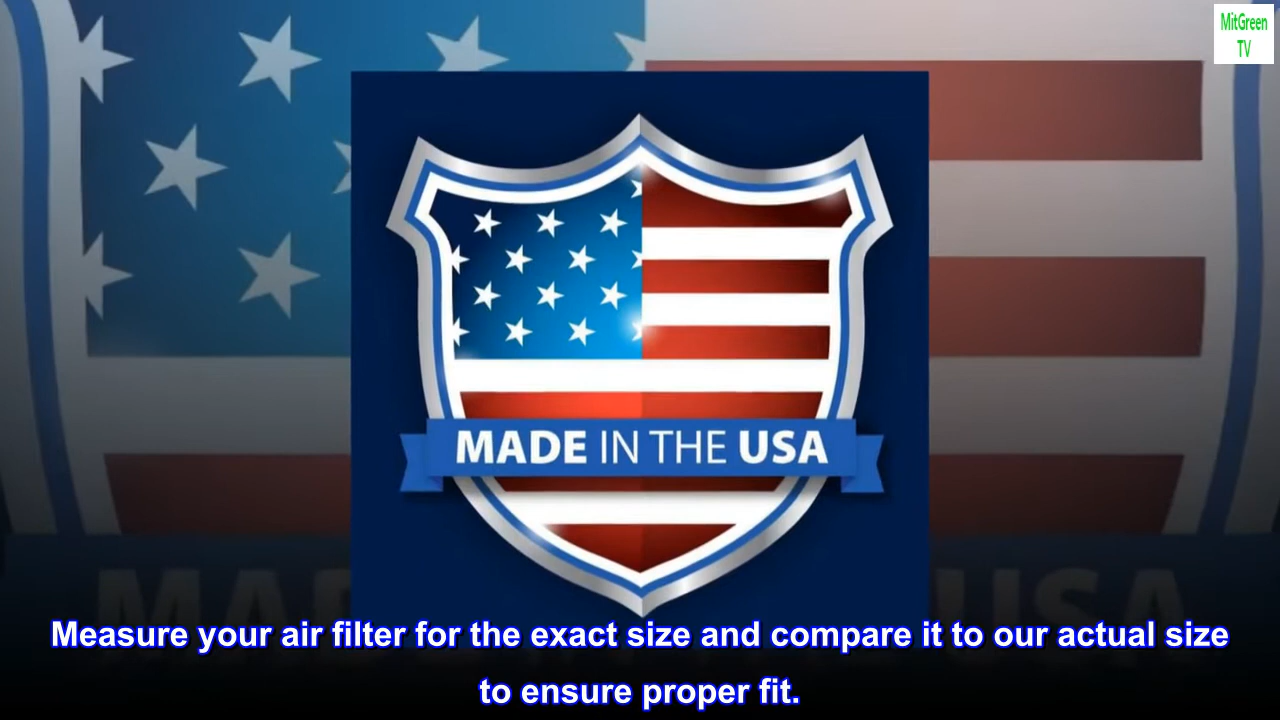 MitGreen
TV
MADE IN THE USA
Measure your air filter for the exact size and compare it to our actual size
to ensure proper fit.